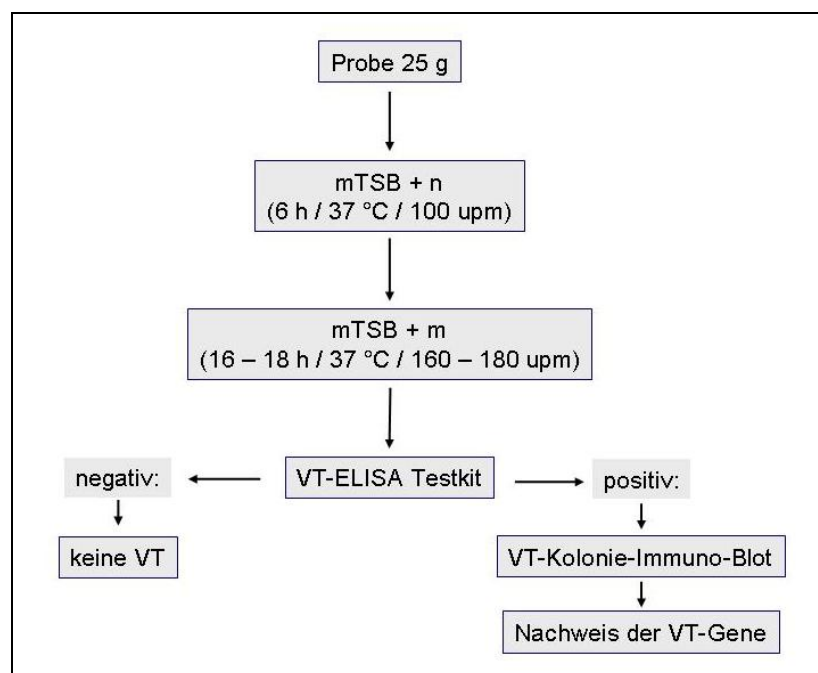 Probe 25 g
mTSB + n
(6 h / 37 °C / 100 upm)
mTSB + m
(16 – 18 h / 37 °C / 160 – 180 upm)
negativ:
VT-ELISA Testkit
positiv:
keine VT
VT-Kolonie-Immuno-Blot
Nachweis der VT-Gene